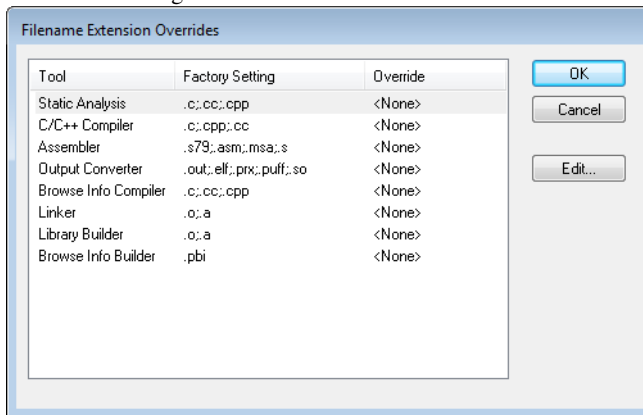 Filename Extension Overrides
Tool Factory Setting Override
Static Analysis .c;.cc;.cpp <None>
C/C++ Compiler .c;.cpp;.cc <None>
Assembler .s79;.asm;.msa;.s <None>
Output Converter .out;.elf;.prx;.puff;.so <None>
Browse Info Compiler .c;.cc;.cpp <None>
Linker .o;.a <None>
Library Builder .o;.a <None>
Browse Info Builder .pbi <None>
OK
Cancel
Edit...